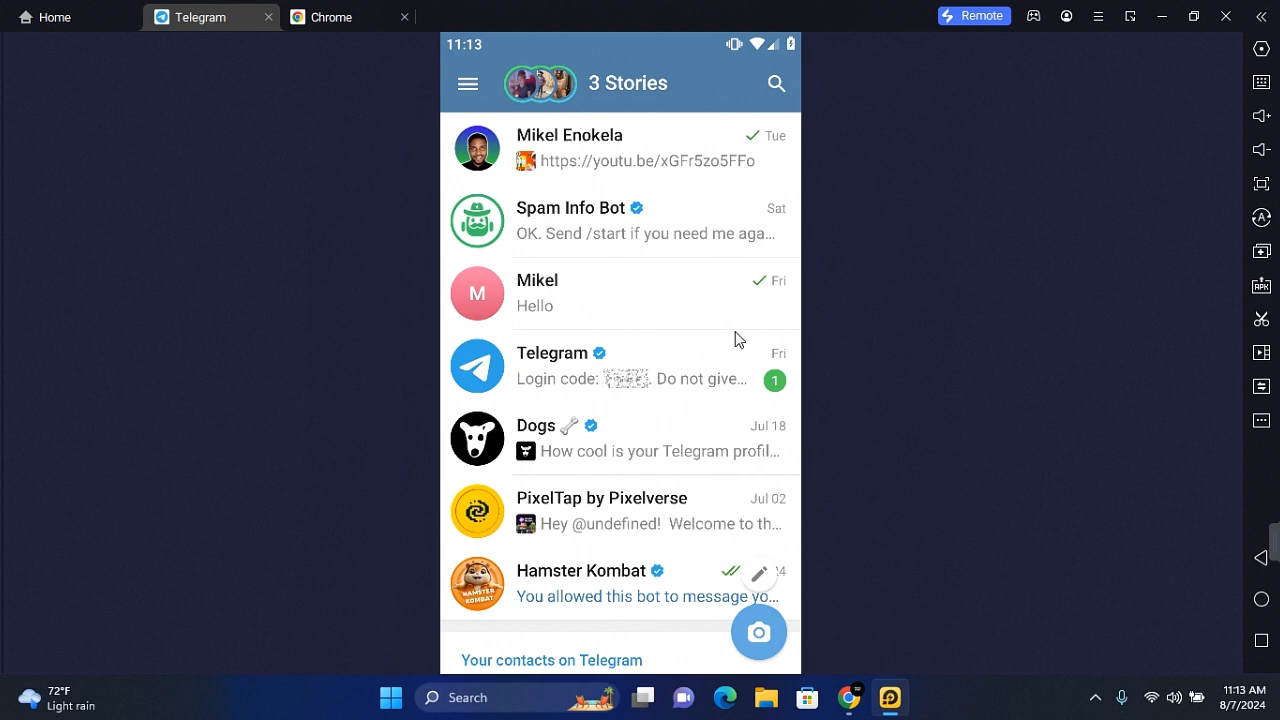 Home
Telegram
Chrome
Remote
11:13
3 Stories
Mikel Enokela
Tue
https://youtu.be/xGFr5zo5FFo
Spam Info Bot
Sat
OK. Send /start if you need me aga...
Mikel
Fri
Hello
M
Telegram
Fri
Login code: . Do not give...
1
Dogs
Jul 18
How cool is your Telegram profil...
PixelTap by Pixelverse
Jul 02
Hey @undefined! Welcome to th...
Hamster Kombat
HAMSTER
KOMBAT
You allowed this bot to message yo...
Your contacts on Telegram
72°F
Light rain
Search
11:13 AM
8/7/2024